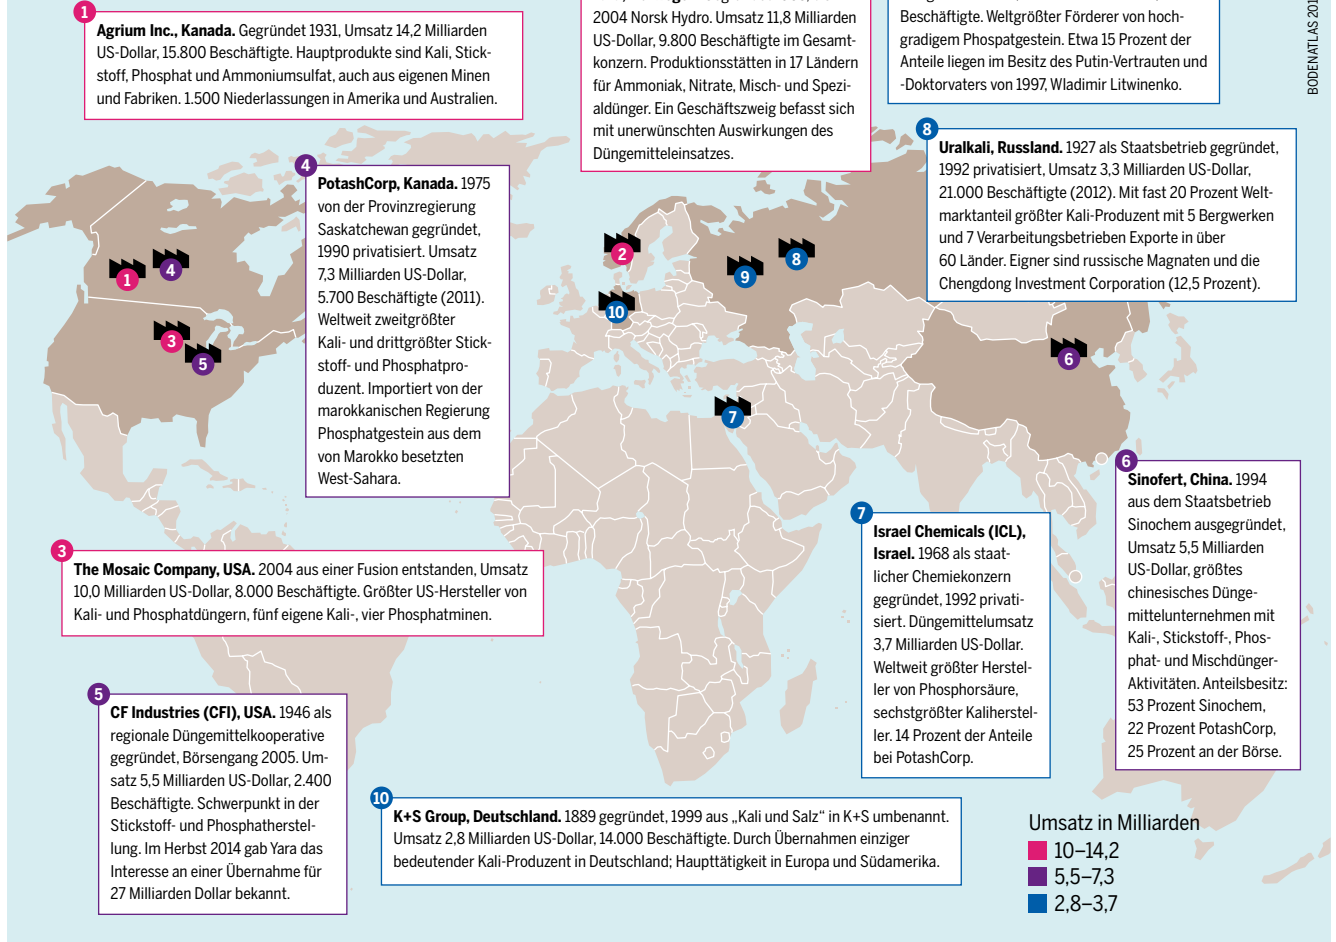 1
Agrium Inc., Kanada. Gegründet 1931, Umsatz 14,2 Milliarden
US-Dollar, 15.800 Beschäftigte. Hauptprodukte sind Kali, Stick-
stoff, Phosphat und Ammoniumsulfat, auch aus eigenen Minen
und Fabriken. 1.500 Niederlassungen in Amerika und Australien.
2004 Norsk Hydro. Umsatz 11,8 Milliarden
US-Dollar, 9.800 Beschäftigte im Gesamt-
konzern. Produktionsstätten in 17 Ländern
für Ammoniak, Nitrate, Misch- und Spezi-
aldünger. Ein Geschäftszweig befasst sich
mit unerwünschten Auswirkungen des
Düngemitteleinsatzes.
Beschäftigte. Weltgrößter Förderer von hoch-
gradigem Phospatgestein. Etwa 15 Prozent der
Anteile liegen im Besitz des Putin-Vertrauten und
-Doktorvaters von 1997, Wladimir Litwinenko.
BODENATLAS 201
8
Uralkali, Russland. 1927 als Staatsbetrieb gegründet,
1992 privatisiert, Umsatz 3,3 Milliarden US-Dollar,
21.000 Beschäftigte (2012). Mit fast 20 Prozent Welt-
marktanteil größter Kali-Produzent mit 5 Bergwerken
und 7 Verarbeitungsbetrieben Exporte in über
60 Länder. Eigner sind russische Magnaten und die
Chengdong Investment Corporation (12,5 Prozent).
4
PotashCorp, Kanada. 1975
von der Provinzregierung
Saskatchewan gegründet,
1990 privatisiert. Umsatz
7,3 Milliarden US-Dollar,
5.700 Beschäftigte (2011).
Weltweit zweitgrößter
Kali- und drittgrößter Stick-
stoff- und Phosphatpro-
duzent. Importiert von der
marokkanischen Regierung
Phosphatgestein aus dem
von Marokko besetzten
West-Sahara.
1
4
3
5
2
10
9
8
7
6
6
Sinofert, China. 1994
aus dem Staatsbetrieb
Sinochem ausgegründet,
Umsatz 5,5 Milliarden
US-Dollar, größtes
chinesisches Dünge-
mittelunternehmen mit
Kali-, Stickstoff-, Phos-
phat- und Mischdünger-
Aktivitäten. Anteilsbesitz:
53 Prozent Sinochem,
22 Prozent PotashCorp,
25 Prozent an der Börse.
7
Israel Chemicals (ICL),
Israel. 1968 als staat-
licher Chemiekonzern
gegründet, 1992 privati-
siert. Düngemittelumsatz
3,7 Milliarden US-Dollar.
Weltweit größter Herstel-
ler von Phosphorsäure,
sechstgrößter Kaliherstel-
ler. 14 Prozent der Anteile
bei PotashCorp.
3
The Mosaic Company, USA. 2004 aus einer Fusion entstanden, Umsatz
10,0 Milliarden US-Dollar, 8.000 Beschäftigte. Größter US-Hersteller von
Kali- und Phosphatdüngern, fünf eigene Kali-, vier Phosphatminen.
5
CF Industries (CFI), USA. 1946 als
regionale Düngemittelkooperative
gegründet, Börsengang 2005. Um-
satz 5,5 Milliarden US-Dollar, 2.400
Beschäftigte. Schwerpunkt in der
Stickstoff- und Phosphatherstel-
lung. Im Herbst 2014 gab Yara das
Interesse an einer Übernahme für
27 Milliarden Dollar bekannt.
10
K+S Group, Deutschland. 1889 gegründet, 1999 aus „Kali und Salz“ in K+S umbenannt.
Umsatz 2,8 Milliarden US-Dollar, 14.000 Beschäftigte. Durch Übernahmen einziger
bedeutender Kali-Produzent in Deutschland; Haupttätigkeit in Europa und Südamerika.
Umsatz in Milliarden
10–14,2
5,5–7,3
2,8–3,7